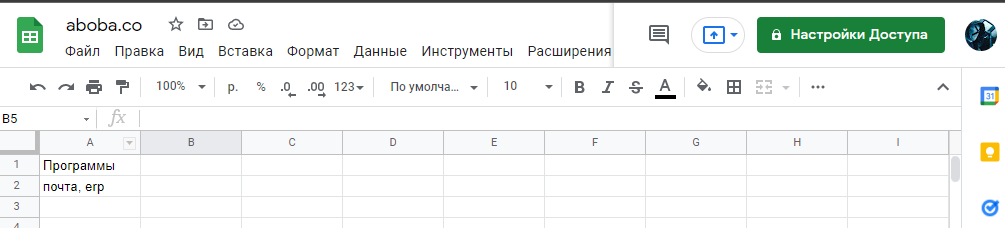 aboba.co
Файл Правка Вид Вставка Формат Данные Инструменты Расширения
Настройки Доступа
100% р. % .0 .00 123 По умолча... 10 B I S A
B5 fx
A B C D E F G H I
1 Программы
2 почта, erp
3
4
31